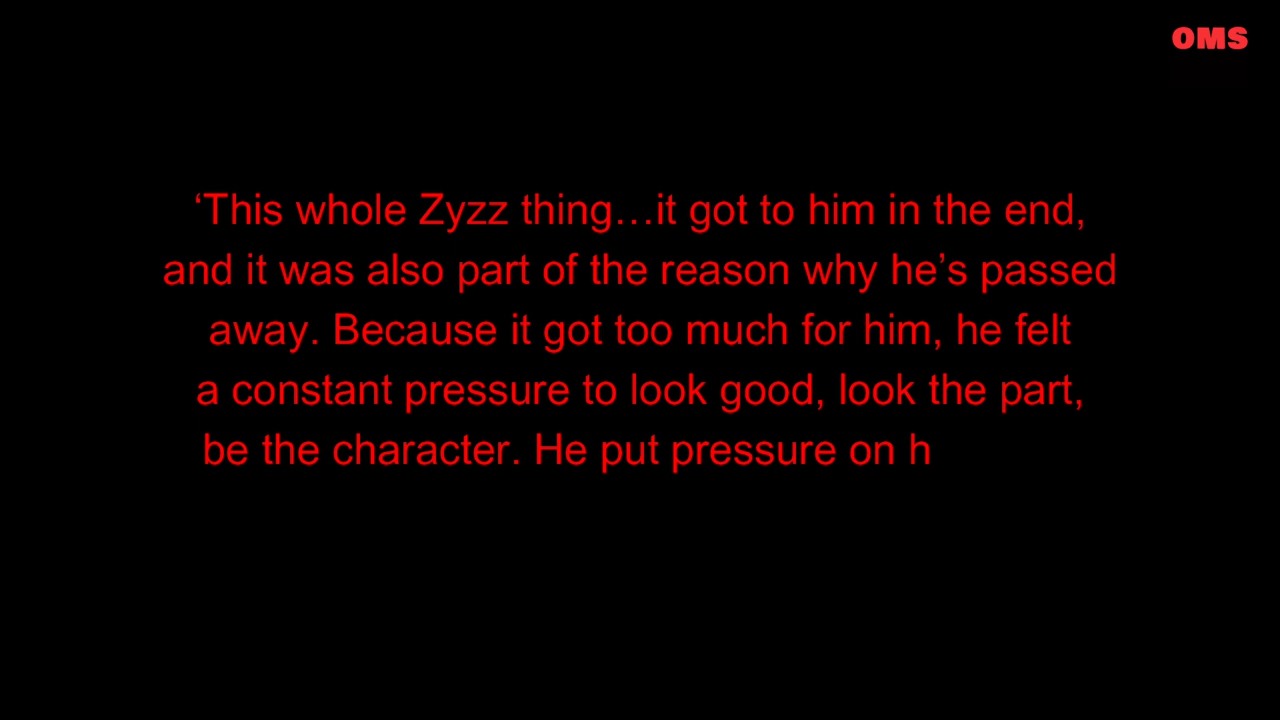 OMS
‘This whole Zyzz thing…it got to him in the end,
and it was also part of the reason why he’s passed
away. Because it got too much for him, he felt
a constant pressure to look good, look the part,
be the character. He put pressure on h